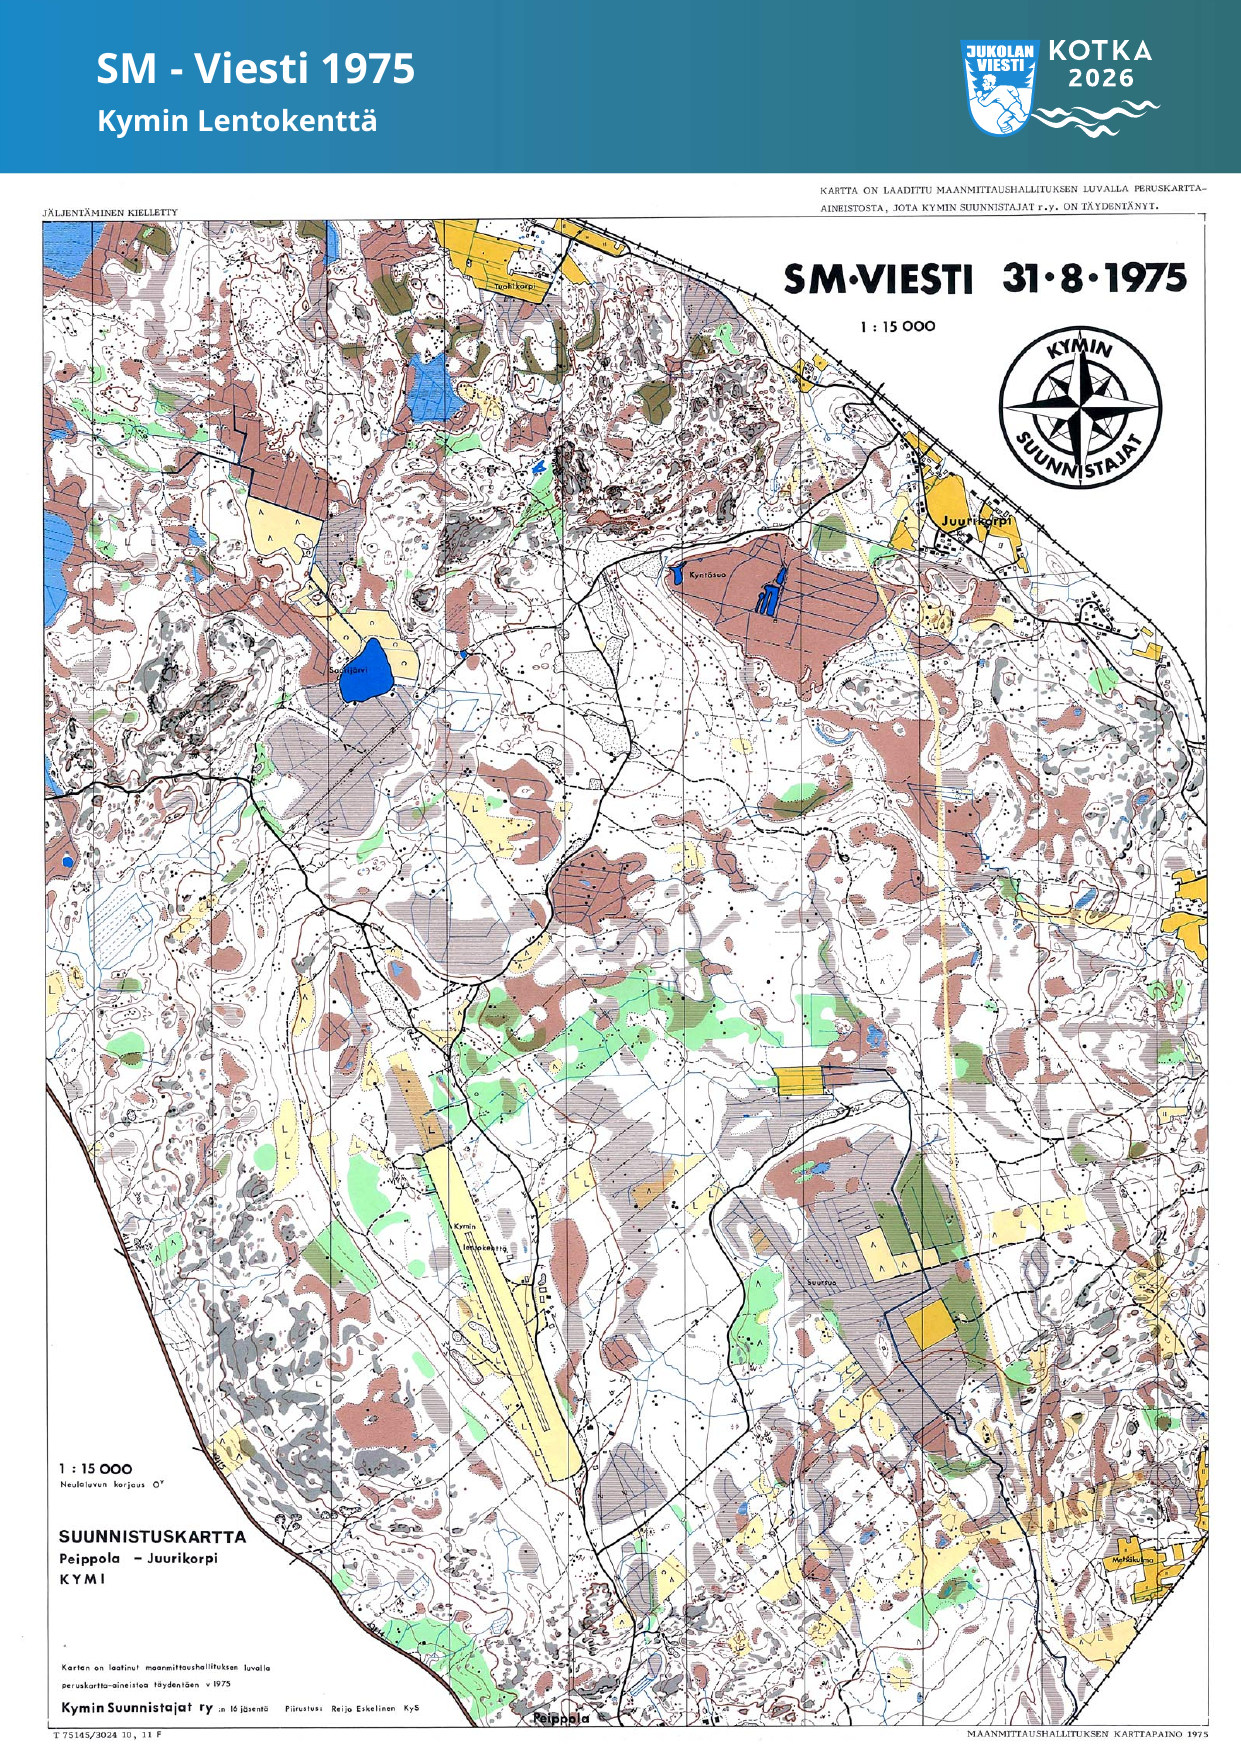 SM - Viesti 1975
Kymin Lentokenttä
JUKOLAN
VIESTI
KOTKA
2026
KARTTA ON LAADITTU MAANMITTAUSHALLITUKSEN LUVALLA PERUSKARTTA-
AINEISTOSTA, JOTA KYMIN SUUNNISTAJAT r.y. ON TÄYDENTÄNYT.
JÄLJENTÄMINEN KIELLETTY
SM•VIESTI 31•8•1975
1 : 15 000
KYMIN
SUUNNISTAJAT
Tuohikorpi
Juurikorpi
Kyntösuo
Saarijärvi
Kymin
lentokenttä
Suursuo
1 : 15 000
Neulaluvun korjaus 0ᵛ
SUUNNISTUSKARTTA
Peippola – Juurikorpi
KYMI
Metsäkulma
Kartan on laatinut maanmittaushallituksen luvalla
peruskartta-aineistoa täydentäen v 1975
Kymin Suunnistajat ry :n 16 jäsentä Piirustus: Reijo Eskelinen KyS
Peippola
T 75145/3024 10, 11 F
MAANMITTAUSHALLITUKSEN KARTTAPAINO 1975